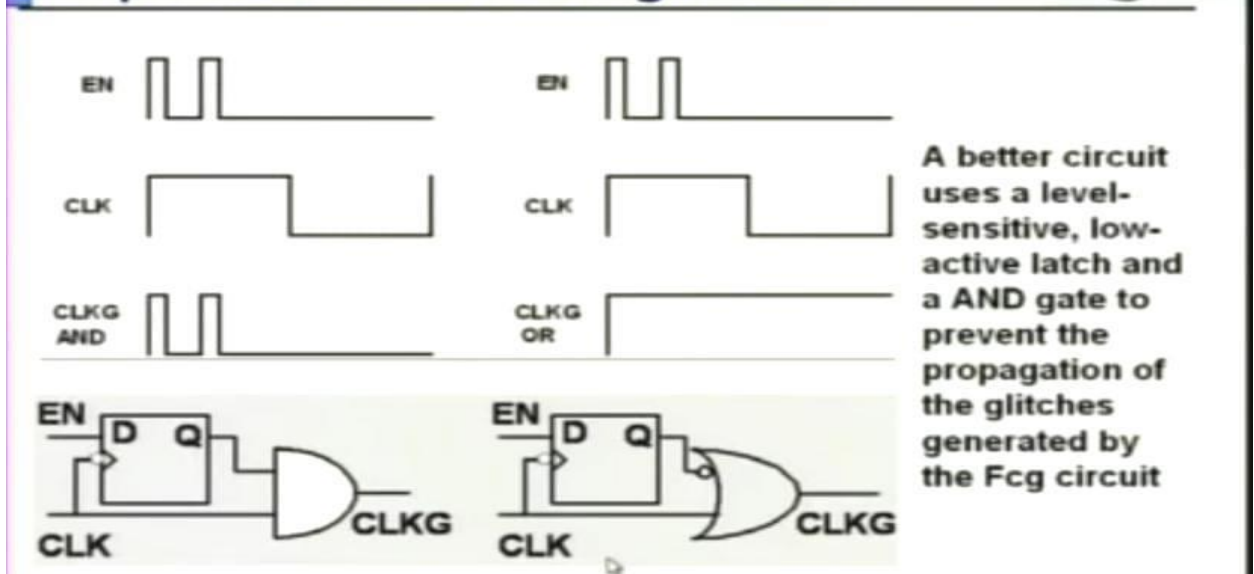 EN
CLK
CLKG
AND
EN
CLK
CLKG
OR
A better circuit
uses a level-
sensitive, low-
active latch and
a AND gate to
prevent the
propagation of
the glitches
generated by
the Fcg circuit
EN
D Q
CLKG
CLK
EN
D Q
CLKG
CLK